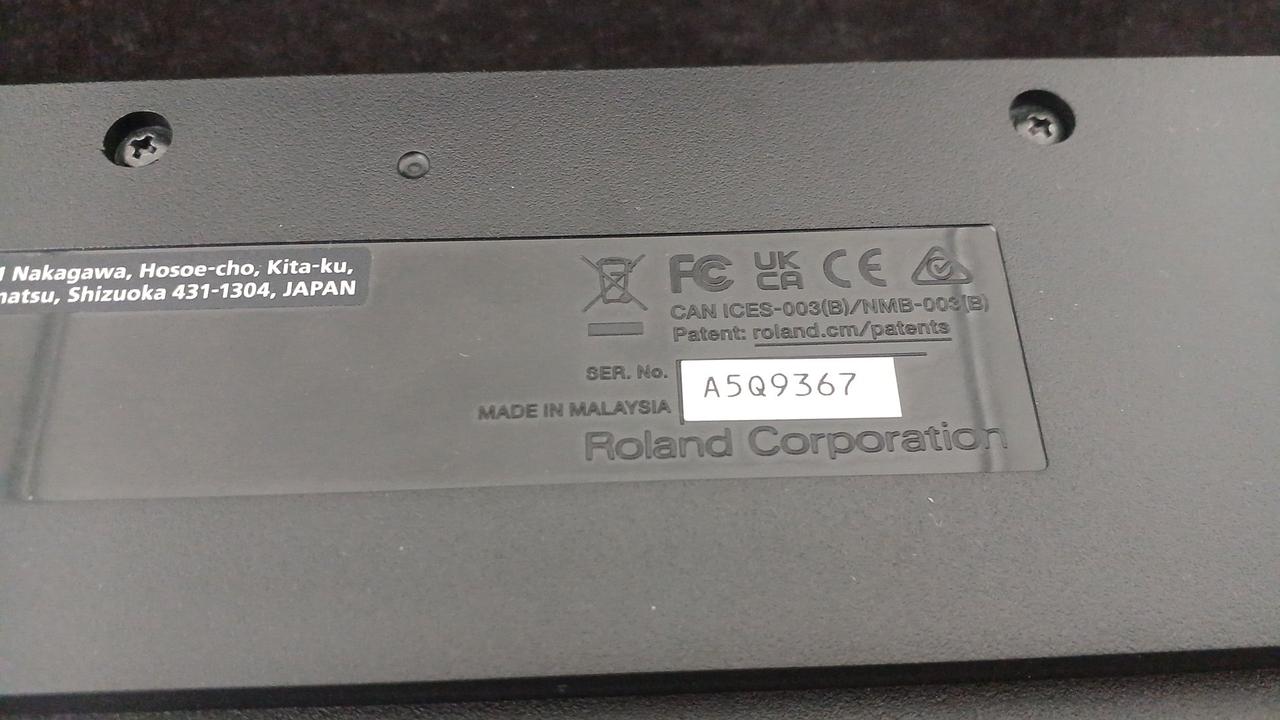 Nakagawa, Hosoe-cho, Kita-ku,
matsu, Shizuoka 431-1304, JAPAN
FC UK CA CE
CAN ICES-003(B)/NMB-003(B)
Patent: roland.cm/patents
SER. No. A5Q9367
MADE IN MALAYSIA
Roland Corporation